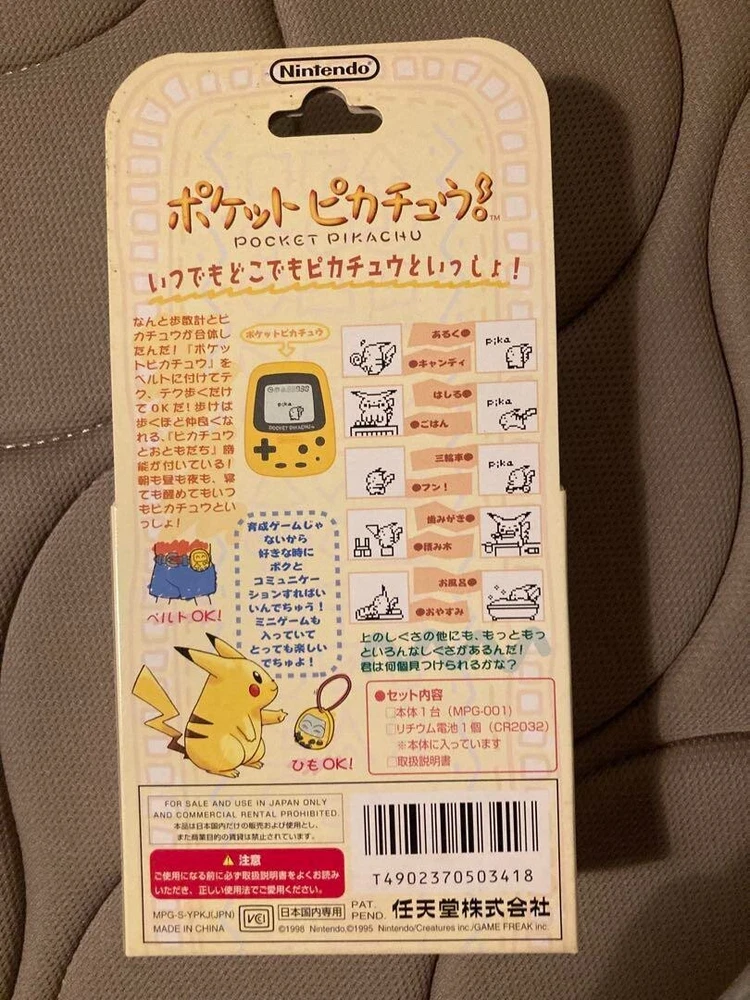 Nintendo
ポケットピカチュウ! TM
POCKET PIKACHU
いつでもどこでもピカチュウといっしょ!
なんと歩数計とピ
カチュウが合体し
たんだ!『ポケッ
トピカチュウ』を
ベルトに付けてテ
ク、テク歩くだけ
でOKだ!歩けば
歩くほど仲良くな
れる、『ピカチュウ
とおともだち』機
能が付いている!
朝も昼も夜も、寝
ても醒めてもいつ
もピカチュウとい
っしょ!
ポケットピカチュウ
pika
POCKET PIKACHU
あるく●
●キャンディ
pika
はしる●
●ごはん
pika
三輪車●
●フン!
pika
歯みがき●
●積み木
お風呂●
●おやすみ
ベルトOK!
育成ゲームじゃ
ないから
好きな時に
ボクと
コミュニケー
ションすればい
いんでちゅう!
ミニゲームも
入っていて
とっても楽しい
でちゅよ!
上のしぐさの他にも、もっともっ
といろんなしぐさがあるんだ!
君は何個見つけられるかな?
ひもOK!
●セット内容
□本体1台(MPG-001)
□リチウム電池1個(CR2032)
※本体に入っています
□取扱説明書
FOR SALE AND USE IN JAPAN ONLY
AND COMMERCIAL RENTAL PROHIBITED.
本品は日本国内だけの販売および使用とし、
また商業目的の賃貸は禁止されています。
注意
ご使用になる前に必ず取扱説明書をよくお読み
いただき、正しい使用法でご愛用ください。
T4902370503418
MPG-S-YPKJ(JPN)
MADE IN CHINA
VCI
日本国内専用
PAT.
PEND.
任天堂株式会社
©1998 Nintendo,©1995 Nintendo/Creatures inc./GAME FREAK inc.